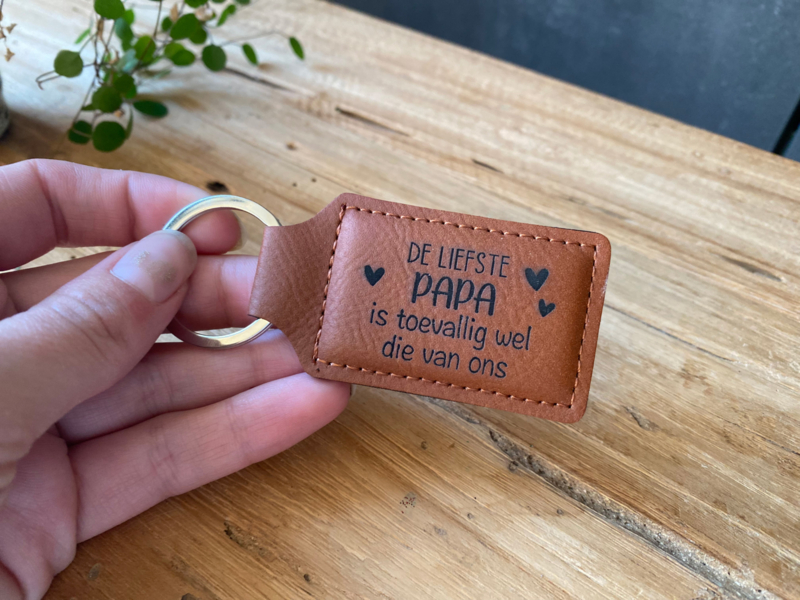 DE LIEFSTE
PAPA
is toevallig wel
die van ons